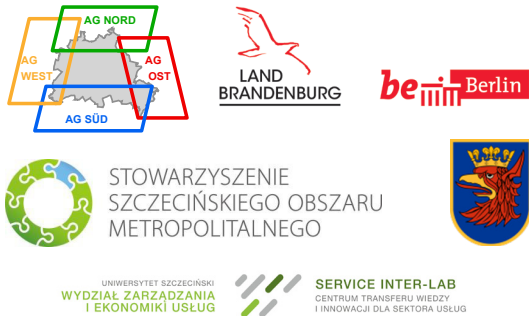 AG NORD
AG
WEST
AG
OST
AG SÜD
LAND
BRANDENBURG
be Berlin
STOWARZYSZENIE
SZCZECIŃSKIEGO OBSZARU
METROPOLITALNEGO
UNIWERSYTET SZCZECIŃSKI
WYDZIAŁ ZARZĄDZANIA
I EKONOMIKI USŁUG
SERVICE INTER-LAB
CENTRUM TRANSFERU WIEDZY
I INNOWACJI DLA SEKTORA USŁUG